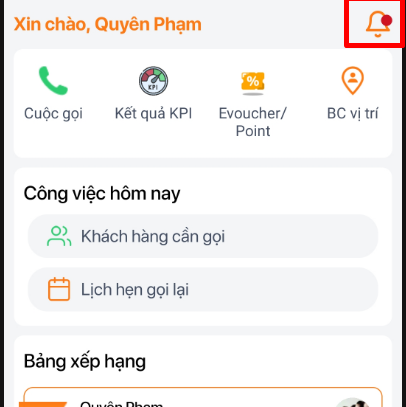 Xin chào, Quyên Phạm
Cuộc gọi
Kết quả KPI
Evoucher/
Point
BC vị trí
KPI
%
Công việc hôm nay
Khách hàng cần gọi
Lịch hẹn gọi lại
Bảng xếp hạng
Quyên Phạm